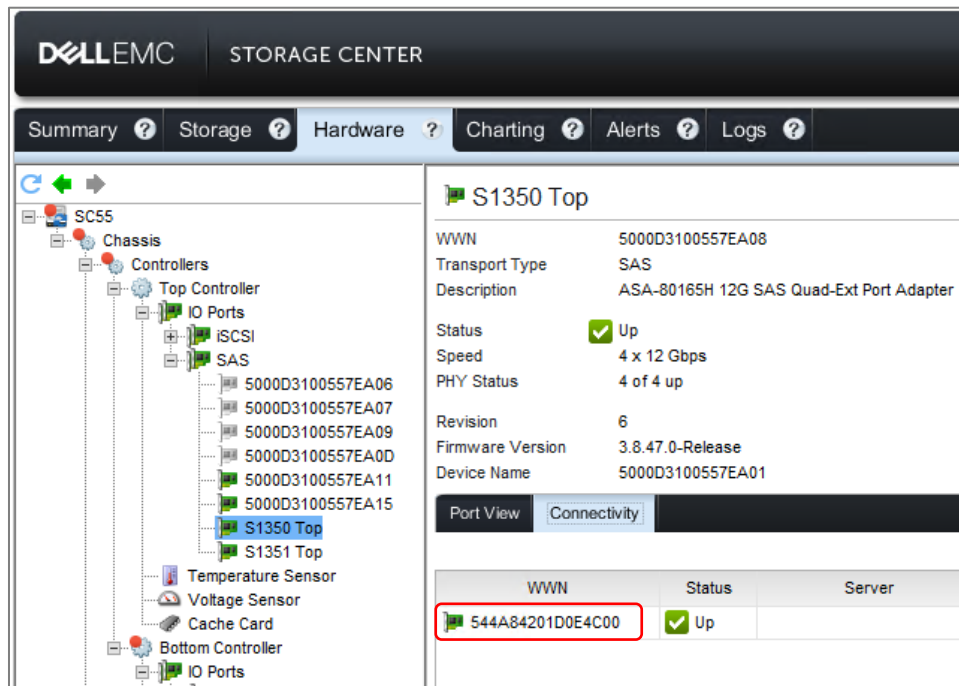 DELLEMC STORAGE CENTER
Summary ? Storage ? Hardware ? Charting ? Alerts ? Logs ?
SC55
Chassis
Controllers
Top Controller
IO Ports
iSCSI
SAS
5000D3100557EA06
5000D3100557EA07
5000D3100557EA09
5000D3100557EA0D
5000D3100557EA11
5000D3100557EA15
S1350 Top
S1351 Top
Temperature Sensor
Voltage Sensor
Cache Card
Bottom Controller
IO Ports
S1350 Top
WWN 5000D3100557EA08
Transport Type SAS
Description ASA-80165H 12G SAS Quad-Ext Port Adapter
Status Up
Speed 4 x 12 Gbps
PHY Status 4 of 4 up
Revision 6
Firmware Version 3.8.47.0-Release
Device Name 5000D3100557EA01
Port View Connectivity
WWN Status Server
544A84201D0E4C00 Up